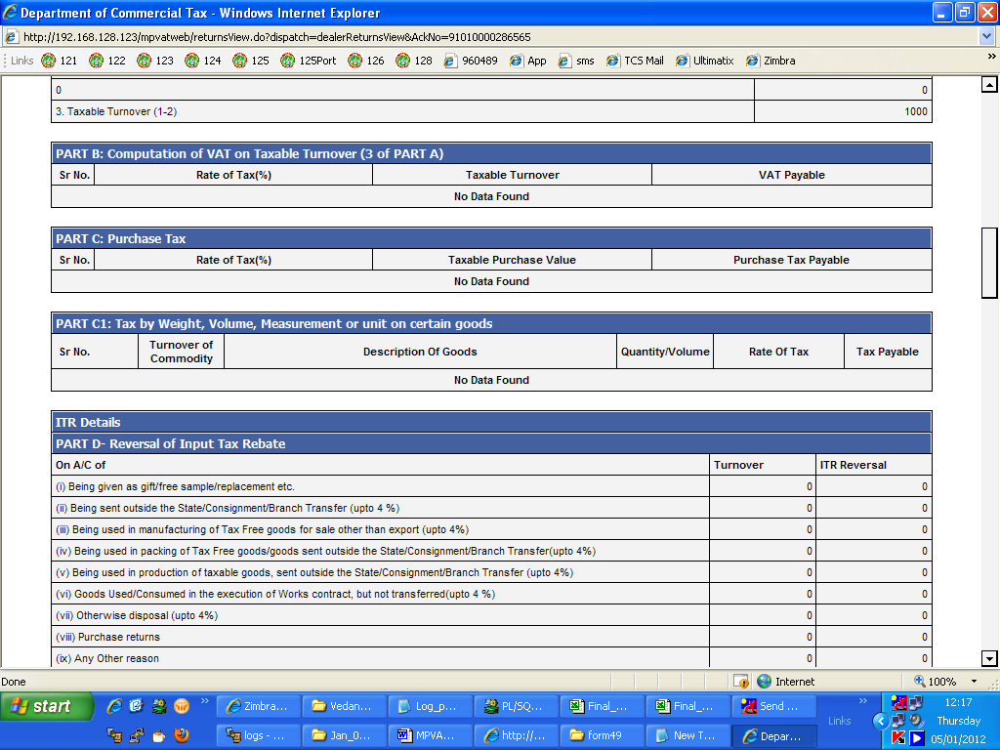 Department of Commercial Tax - Windows Internet Explorer
http://192.168.128.123/mpvatweb/returnsView.do?dispatch=dealerReturnsView&AckNo=91010000286565
Links 121 122 123 124 125 125Port 126 128 960489 App sms TCS Mail Ultimatix Zimbra »
0 0
3. Taxable Turnover (1-2) 1000
PART B: Computation of VAT on Taxable Turnover (3 of PART A)
Sr No. Rate of Tax(%) Taxable Turnover VAT Payable
No Data Found
PART C: Purchase Tax
Sr No. Rate of Tax(%) Taxable Purchase Value Purchase Tax Payable
No Data Found
PART C1: Tax by Weight, Volume, Measurement or unit on certain goods
Sr No. Turnover of Commodity Description Of Goods Quantity/Volume Rate Of Tax Tax Payable
No Data Found
ITR Details
PART D- Reversal of Input Tax Rebate
On A/C of Turnover ITR Reversal
(i) Being given as gift/free sample/replacement etc. 0 0
(ii) Being sent outside the State/Consignment/Branch Transfer (upto 4 %) 0 0
(iii) Being used in manufacturing of Tax Free goods for sale other than export (upto 4%) 0 0
(iv) Being used in packing of Tax Free goods/goods sent outside the State/Consignment/Branch Transfer(upto 4%) 0 0
(v) Being used in production of taxable goods, sent outside the State/Consignment/Branch Transfer (upto 4%) 0 0
(vi) Goods Used/Consumed in the execution of Works contract, but not transferred(upto 4 %) 0 0
(vii) Otherwise disposal (upto 4%) 0 0
(viii) Purchase returns 0 0
(ix) Any Other reason 0 0
Done Internet 100%
start » Zimbra... Vedan... Log_p... PL/SQ... Final_... Final_... Send ... » 12:17
Links Thursday
logs - ... Jan_0... MPVA... http://... form49 New T... Depar... 05/01/2012